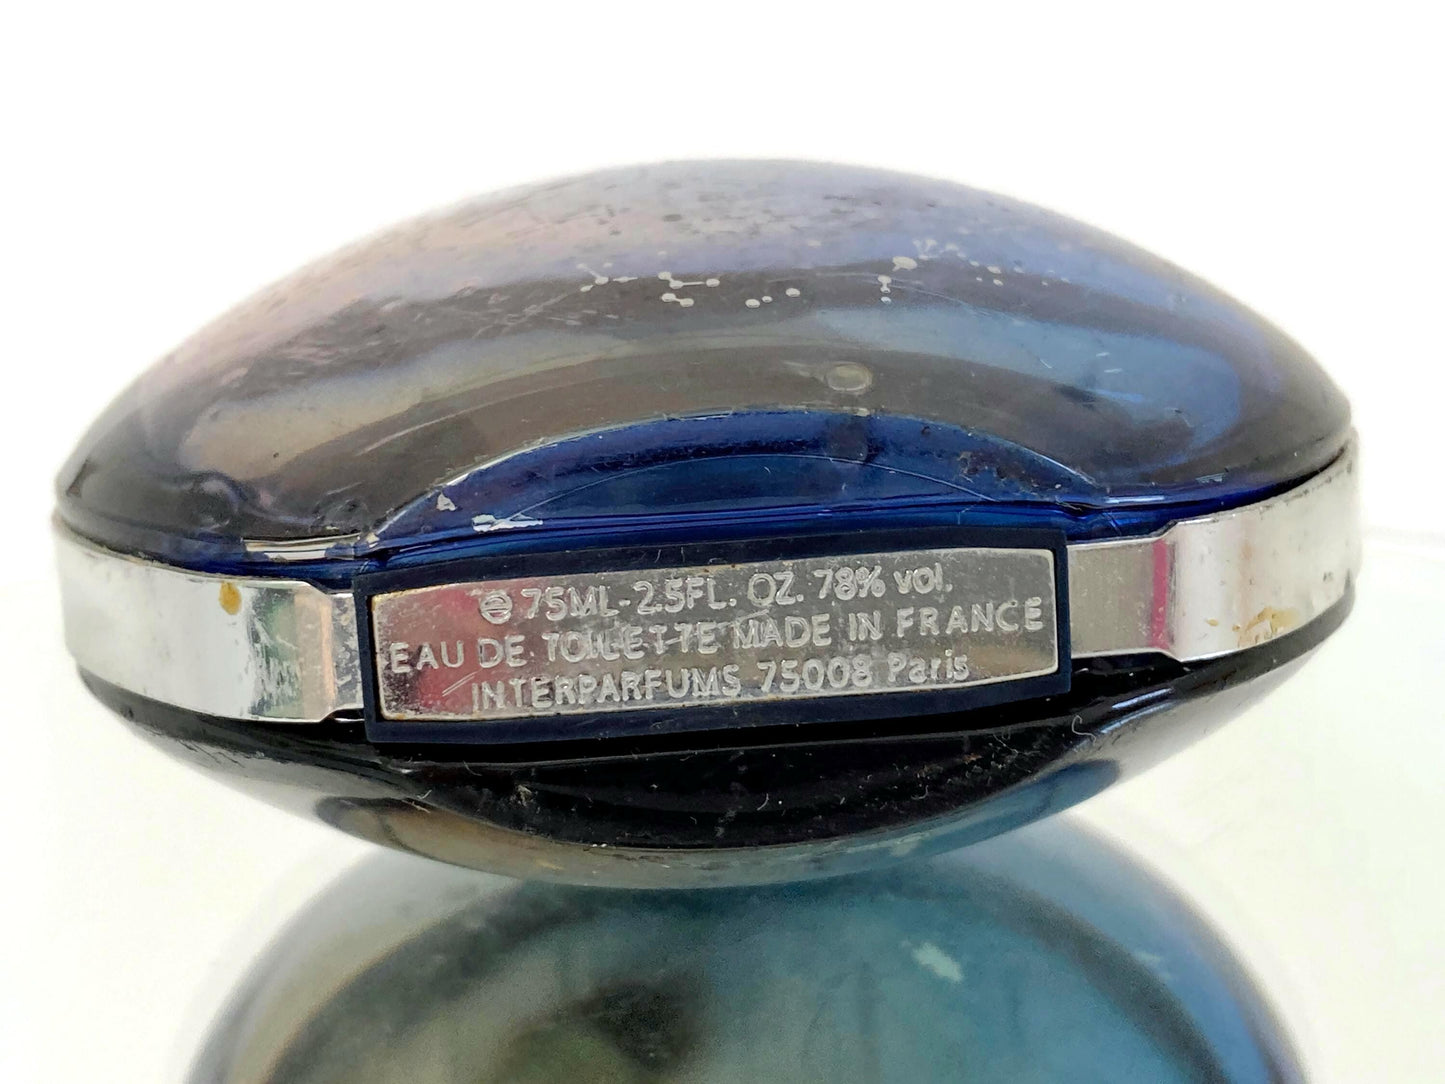 ℮ 75ML-2.5FL. OZ. 78% vol.
EAU DE TOILETTE MADE IN FRANCE
INTERPARFUMS 75008 Paris